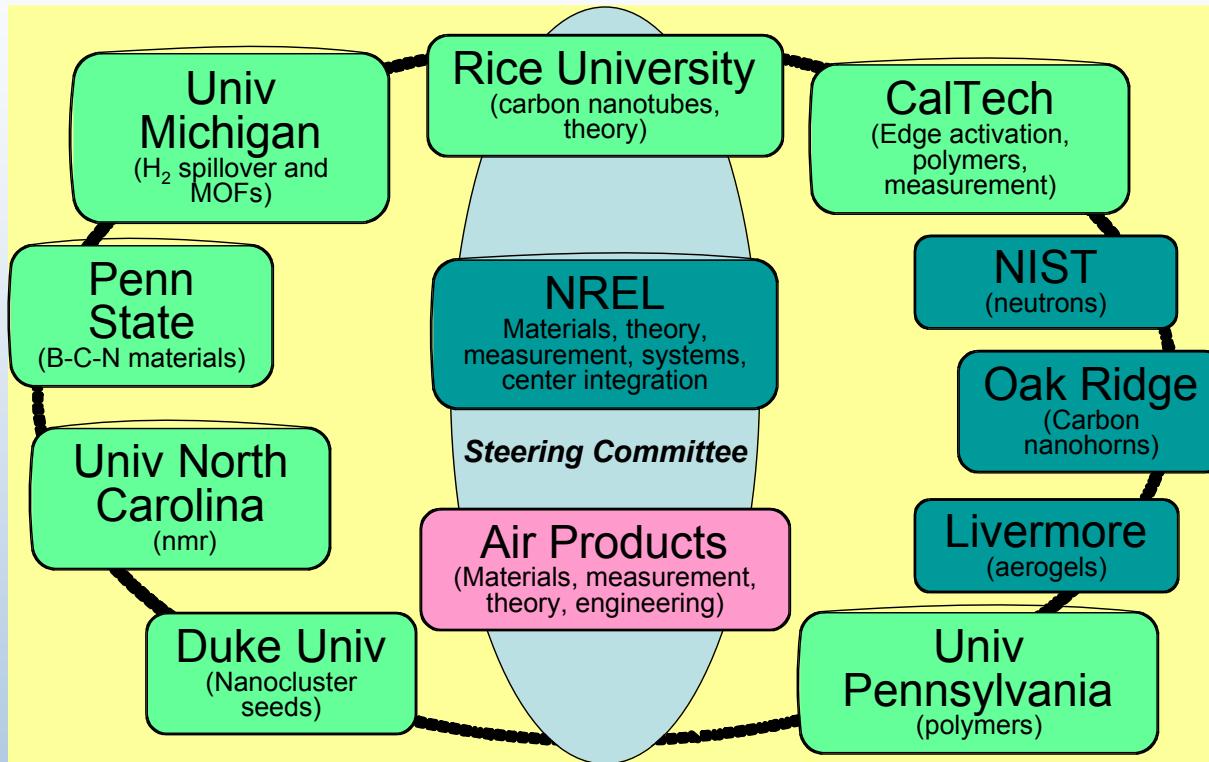 Univ
Michigan
(H₂ spillover and
MOFs)
Rice University
(carbon nanotubes,
theory)
CalTech
(Edge activation,
polymers,
measurement)
Penn
State
(B-C-N materials)
NREL
Materials, theory,
measurement, systems,
center integration
NIST
(neutrons)
Oak Ridge
(Carbon
nanohorns)
Univ North
Carolina
(nmr)
Steering Committee
Air Products
(Materials, measurement,
theory, engineering)
Livermore
(aerogels)
Duke Univ
(Nanocluster
seeds)
Univ
Pennsylvania
(polymers)